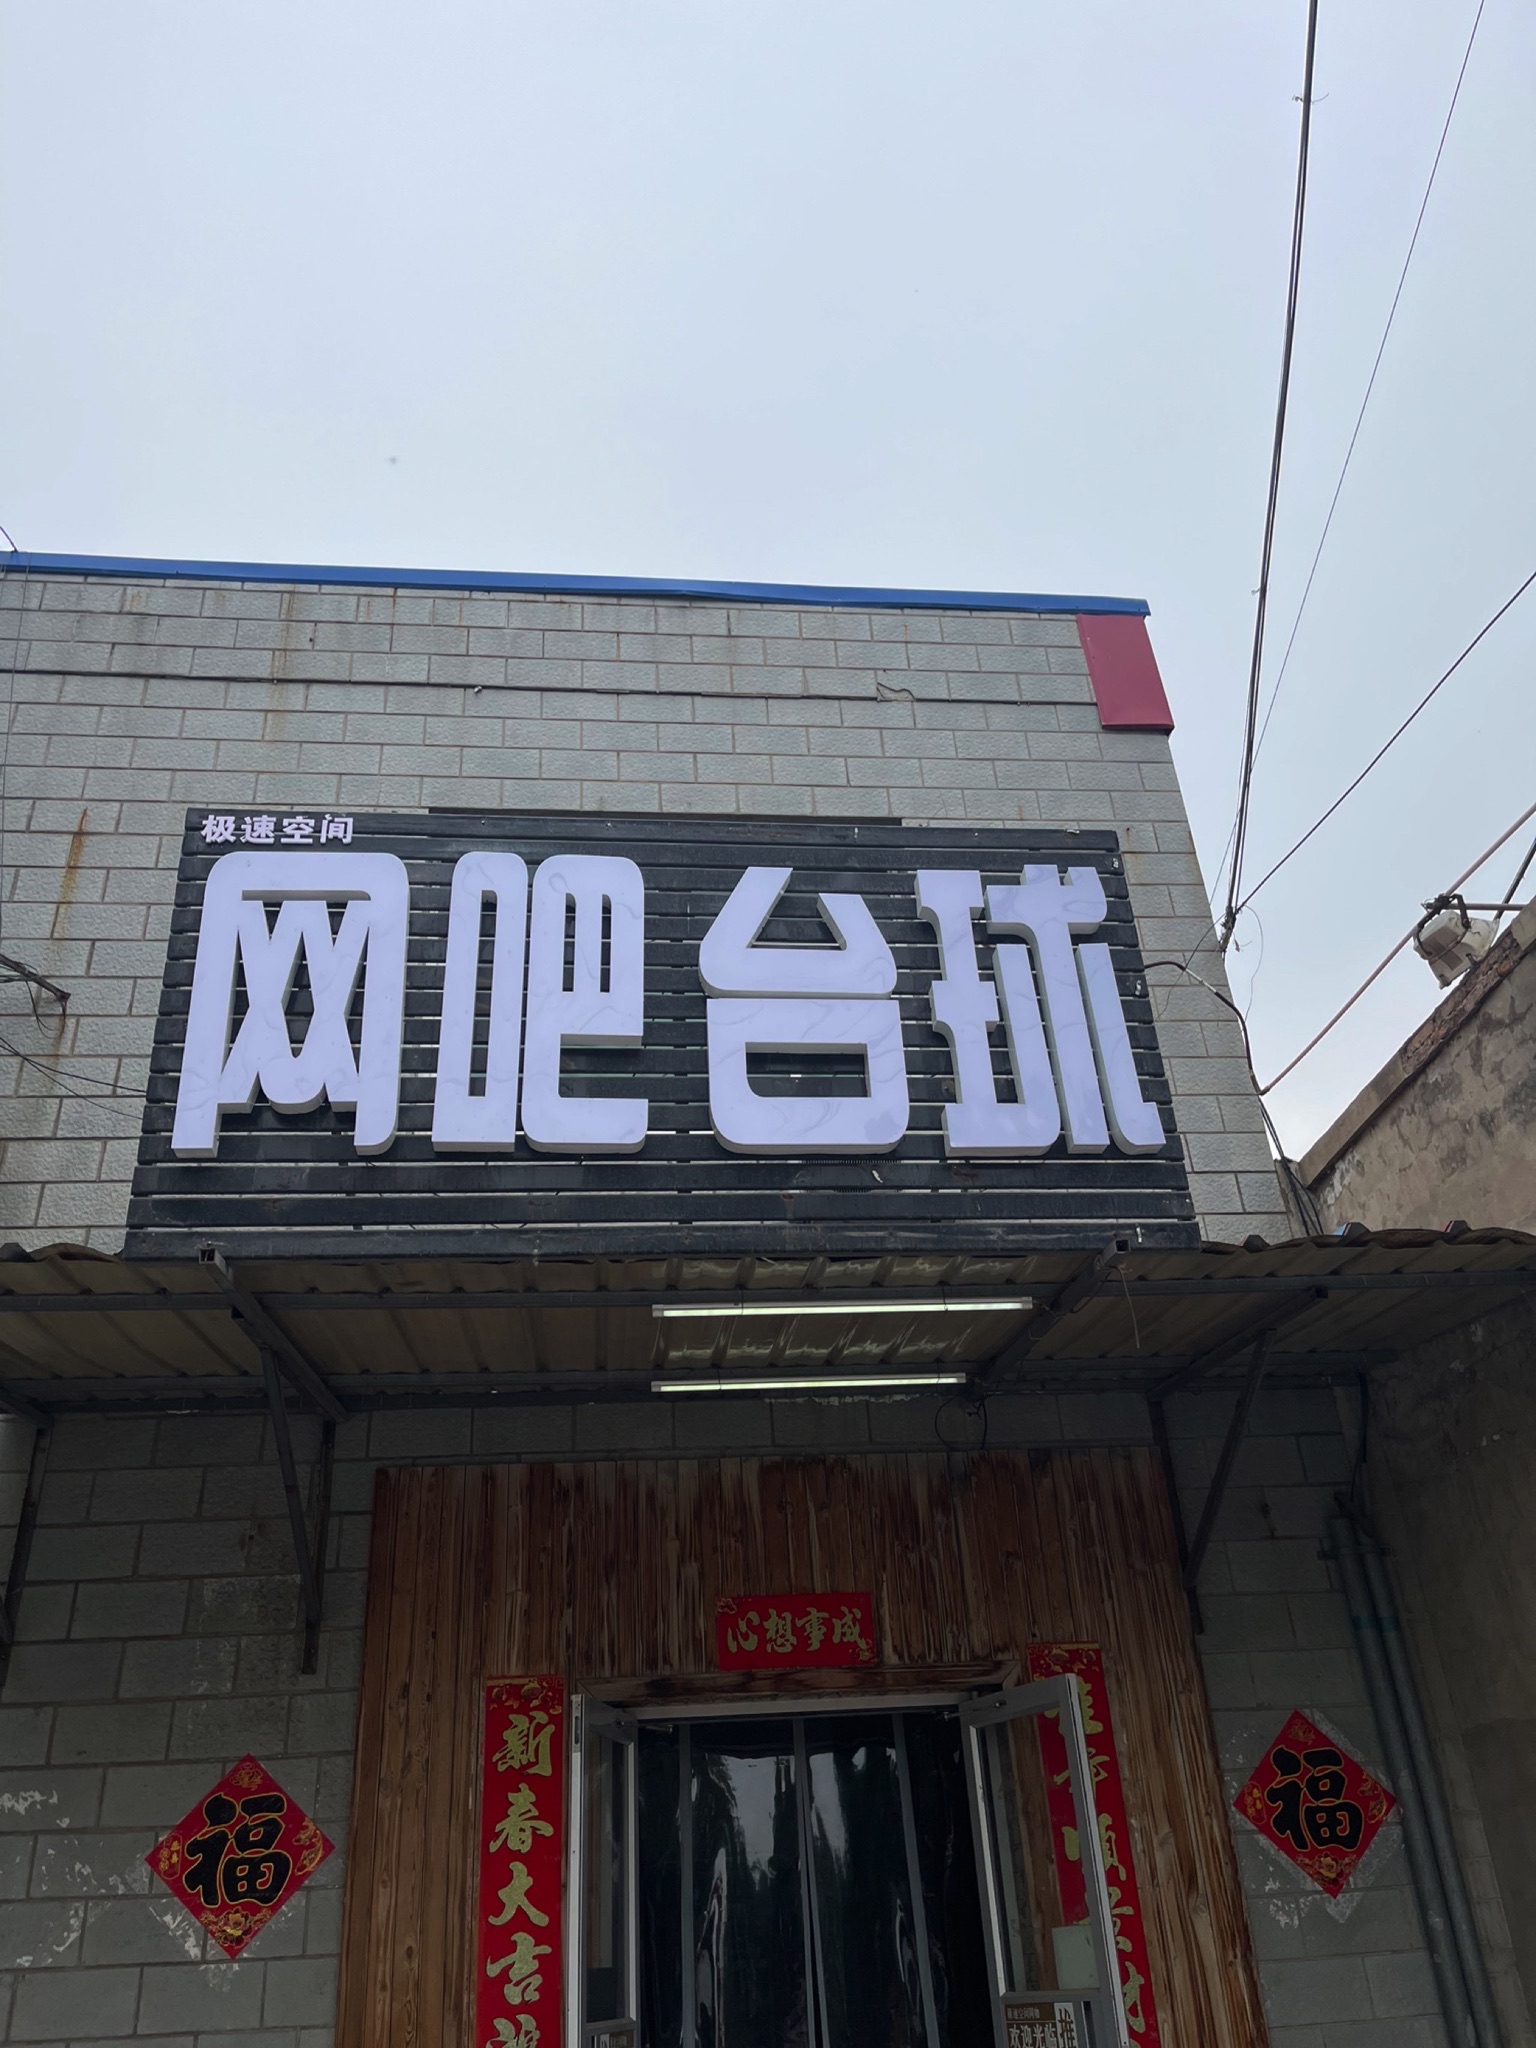 极速空间
网吧台球
心想事成
新春大吉
福
福
欢迎光临
推